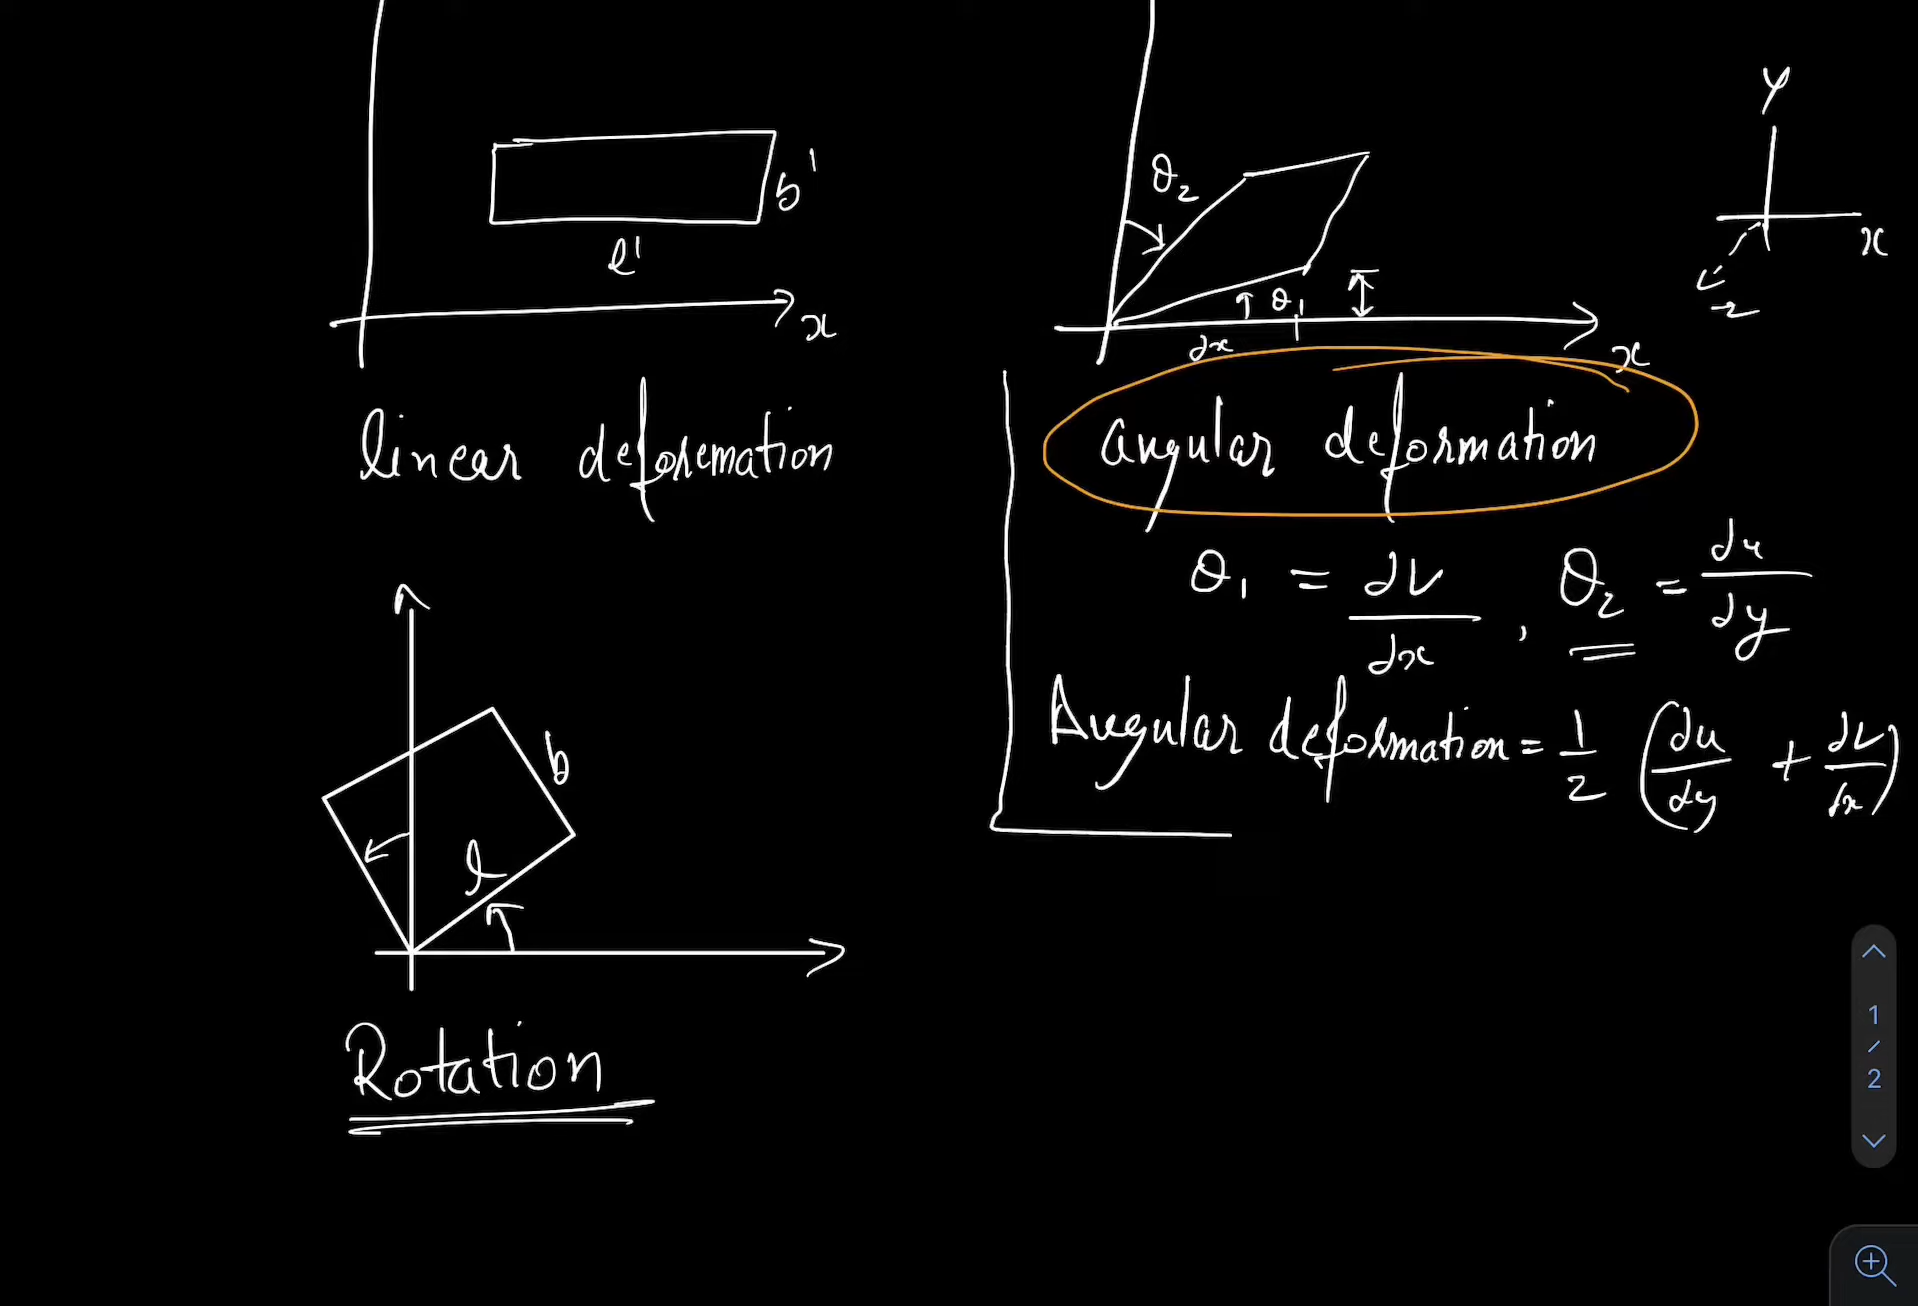 b'
l'
x
linear deformation
θ₂
θ₁
∂x
x
Y
x
z
Angular deformation
θ₁ = ∂V/∂x , θ₂ = ∂u/∂y
Angular deformation = 1/2 (∂u/∂y + ∂V/∂x)
b
l
Rotation
1
/
2